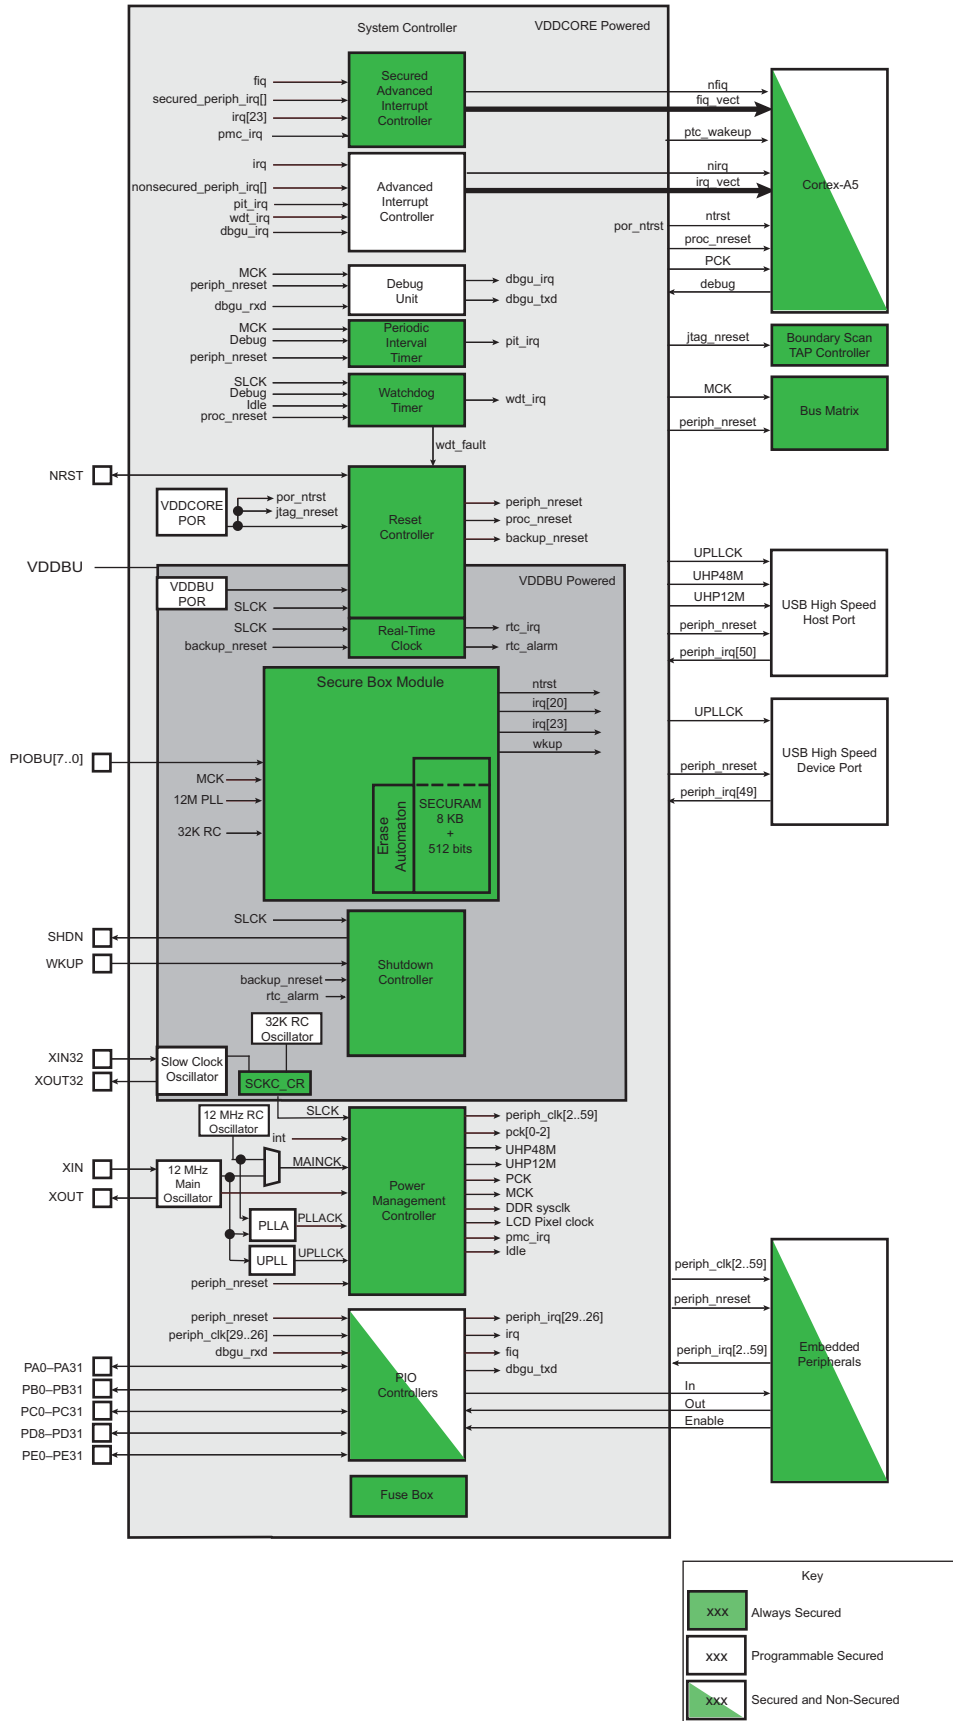 System Controller
VDDCORE Powered
fiq
secured_periph_irq[]
irq[23]
pmc_irq
Secured
Advanced
Interrupt
Controller
nfiq
fiq_vect
ptc_wakeup
irq
nonsecured_periph_irq[]
pit_irq
wdt_irq
dbgu_irq
Advanced
Interrupt
Controller
nirq
irq_vect
Cortex-A5
por_ntrst
ntrst
proc_nreset
PCK
debug
MCK
periph_nreset
dbgu_rxd
Debug
Unit
dbgu_irq
dbgu_txd
MCK
Debug
periph_nreset
Periodic
Interval
Timer
pit_irq
jtag_nreset
Boundary Scan
TAP Controller
SLCK
Debug
Idle
proc_nreset
Watchdog
Timer
wdt_irq
MCK
periph_nreset
Bus Matrix
wdt_fault
NRST
VDDCORE
POR
por_ntrst
jtag_nreset
Reset
Controller
periph_nreset
proc_nreset
backup_nreset
VDDBU
VDDBU Powered
VDDBU
POR
SLCK
SLCK
backup_nreset
Real-Time
Clock
rtc_irq
rtc_alarm
UPLLCK
UHP48M
UHP12M
periph_nreset
periph_irq[50]
USB High Speed
Host Port
Secure Box Module
ntrst
irq[20]
irq[23]
wkup
PIOBU[7..0]
MCK
12M PLL
32K RC
Erase
Automaton
SECURAM
8 KB
+
512 bits
UPLLCK
periph_nreset
periph_irq[49]
USB High Speed
Device Port
SLCK
SHDN
WKUP
backup_nreset
rtc_alarm
Shutdown
Controller
32K RC
Oscillator
XIN32
XOUT32
Slow Clock
Oscillator
SCKC_CR
12 MHz RC
Oscillator
SLCK
int
MAINCK
XIN
XOUT
12 MHz
Main
Oscillator
PLLA
PLLACK
UPLL
UPLLCK
periph_nreset
Power
Management
Controller
periph_clk[2..59]
pck[0-2]
UHP48M
UHP12M
PCK
MCK
DDR sysclk
LCD Pixel clock
pmc_irq
Idle
periph_clk[2..59]
periph_nreset
periph_irq[2..59]
In
Out
Enable
Embedded
Peripherals
periph_nreset
periph_clk[29..26]
dbgu_rxd
PIO
Controllers
periph_irq[29..26]
irq
fiq
dbgu_txd
PA0–PA31
PB0–PB31
PC0–PC31
PD8–PD31
PE0–PE31
Fuse Box
Key
xxx
Always Secured
xxx
Programmable Secured
xxx
Secured and Non-Secured